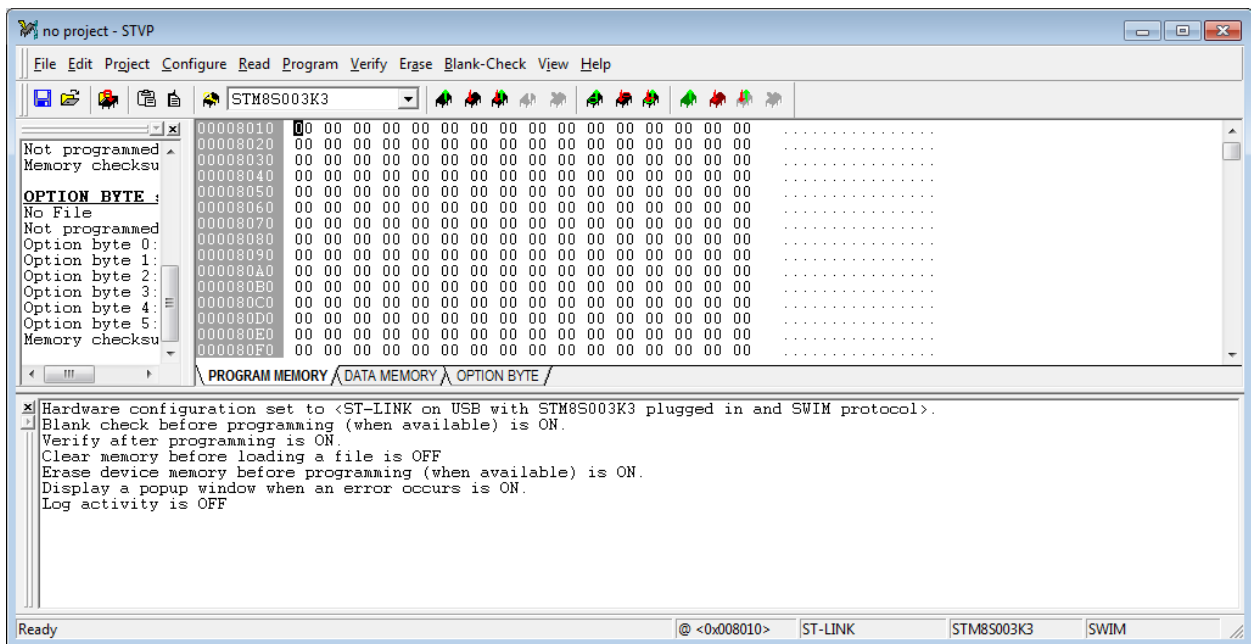 no project - STVP
File Edit Project Configure Read Program Verify Erase Blank-Check View Help
STM8S003K3
Not programmed
Memory checksu
OPTION BYTE :
No File
Not programmed
Option byte 0:
Option byte 1:
Option byte 2:
Option byte 3:
Option byte 4:
Option byte 5:
Memory checksu
00008010 00 00 00 00 00 00 00 00 00 00 00 00 00 00 00 00 ................
00008020 00 00 00 00 00 00 00 00 00 00 00 00 00 00 00 00 ................
00008030 00 00 00 00 00 00 00 00 00 00 00 00 00 00 00 00 ................
00008040 00 00 00 00 00 00 00 00 00 00 00 00 00 00 00 00 ................
00008050 00 00 00 00 00 00 00 00 00 00 00 00 00 00 00 00 ................
00008060 00 00 00 00 00 00 00 00 00 00 00 00 00 00 00 00 ................
00008070 00 00 00 00 00 00 00 00 00 00 00 00 00 00 00 00 ................
00008080 00 00 00 00 00 00 00 00 00 00 00 00 00 00 00 00 ................
00008090 00 00 00 00 00 00 00 00 00 00 00 00 00 00 00 00 ................
000080A0 00 00 00 00 00 00 00 00 00 00 00 00 00 00 00 00 ................
000080B0 00 00 00 00 00 00 00 00 00 00 00 00 00 00 00 00 ................
000080C0 00 00 00 00 00 00 00 00 00 00 00 00 00 00 00 00 ................
000080D0 00 00 00 00 00 00 00 00 00 00 00 00 00 00 00 00 ................
000080E0 00 00 00 00 00 00 00 00 00 00 00 00 00 00 00 00 ................
000080F0 00 00 00 00 00 00 00 00 00 00 00 00 00 00 00 00 ................
PROGRAM MEMORY DATA MEMORY OPTION BYTE
Hardware configuration set to <ST-LINK on USB with STM8S003K3 plugged in and SWIM protocol>.
Blank check before programming (when available) is ON.
Verify after programming is ON.
Clear memory before loading a file is OFF
Erase device memory before programming (when available) is ON.
Display a popup window when an error occurs is ON.
Log activity is OFF
Ready @ <0x008010> ST-LINK STM8S003K3 SWIM